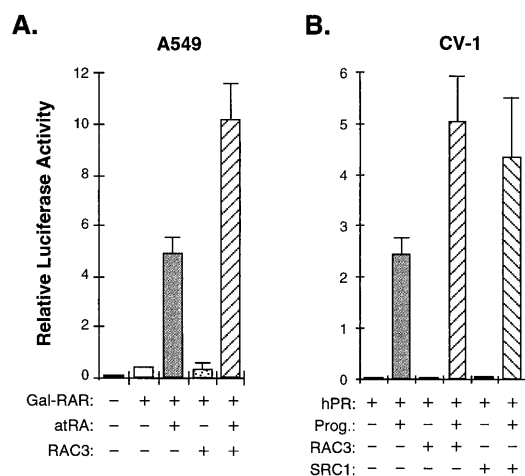 A.
A549
Relative Luciferase Activity
12
10
8
6
4
2
0
Gal-RAR: - + + + +
atRA: - - + - +
RAC3: - - - + +
B.
CV-1
6
5
4
3
2
1
0
hPR: + + + + + +
Prog.: - + - + - +
RAC3: - - + + - -
SRC1: - - - - + +